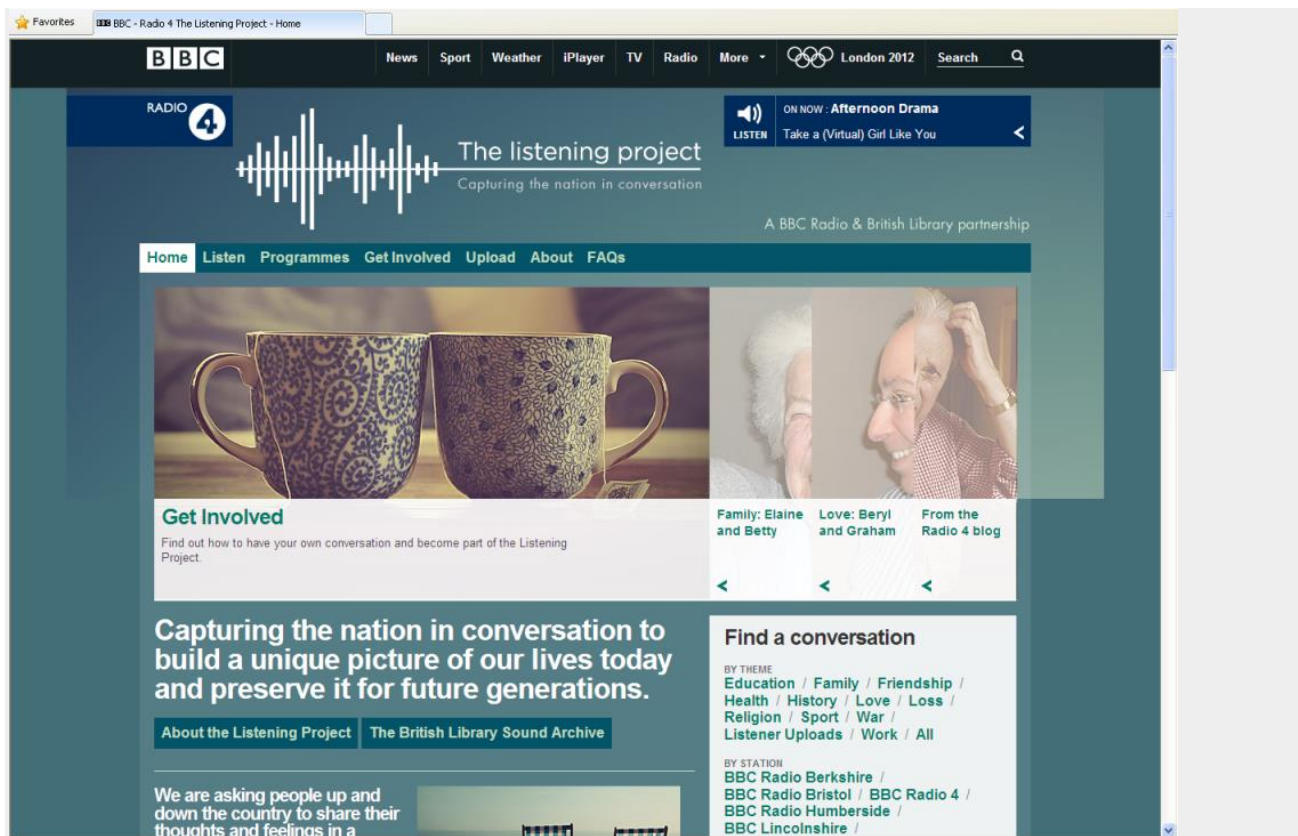 Favorites
BBC - Radio 4 The Listening Project - Home
BBC
News Sport Weather iPlayer TV Radio More London 2012 Search
RADIO 4
ON NOW : Afternoon Drama
LISTEN
Take a (Virtual) Girl Like You
The listening project
Capturing the nation in conversation
A BBC Radio & British Library partnership
Home Listen Programmes Get Involved Upload About FAQs
Get Involved
Find out how to have your own conversation and become part of the Listening
Project.
Family: Elaine
and Betty
Love: Beryl
and Graham
From the
Radio 4 blog
Capturing the nation in conversation to
build a unique picture of our lives today
and preserve it for future generations.
About the Listening Project
The British Library Sound Archive
We are asking people up and
down the country to share their
thoughts and feelings in a
Find a conversation
BY THEME
Education / Family / Friendship /
Health / History / Love / Loss /
Religion / Sport / War /
Listener Uploads / Work / All
BY STATION
BBC Radio Berkshire /
BBC Radio Bristol / BBC Radio 4 /
BBC Radio Humberside /
BBC Lincolnshire /